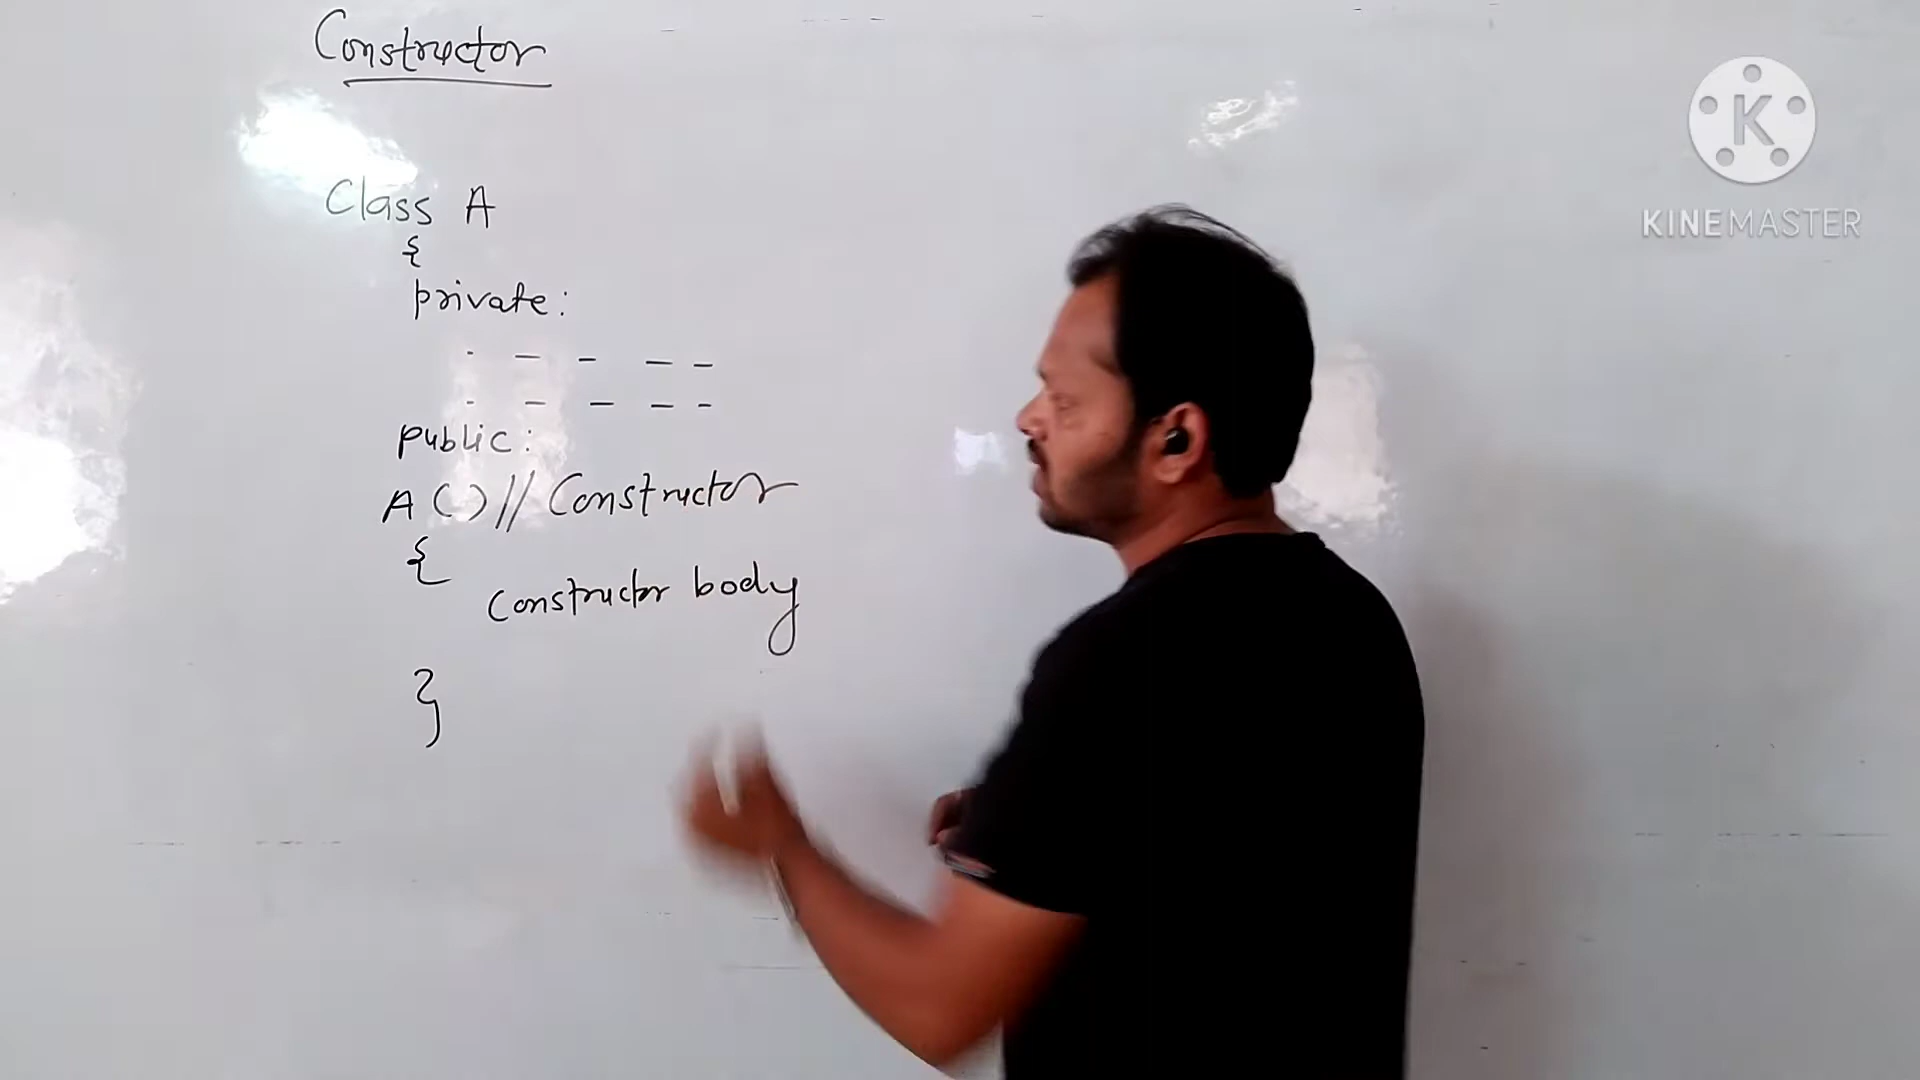 Constructor
Class A
{
private:
- - - - -
- - - - -
public:
A () // Constructor
{
Constructor body
}
K
KINEMASTER